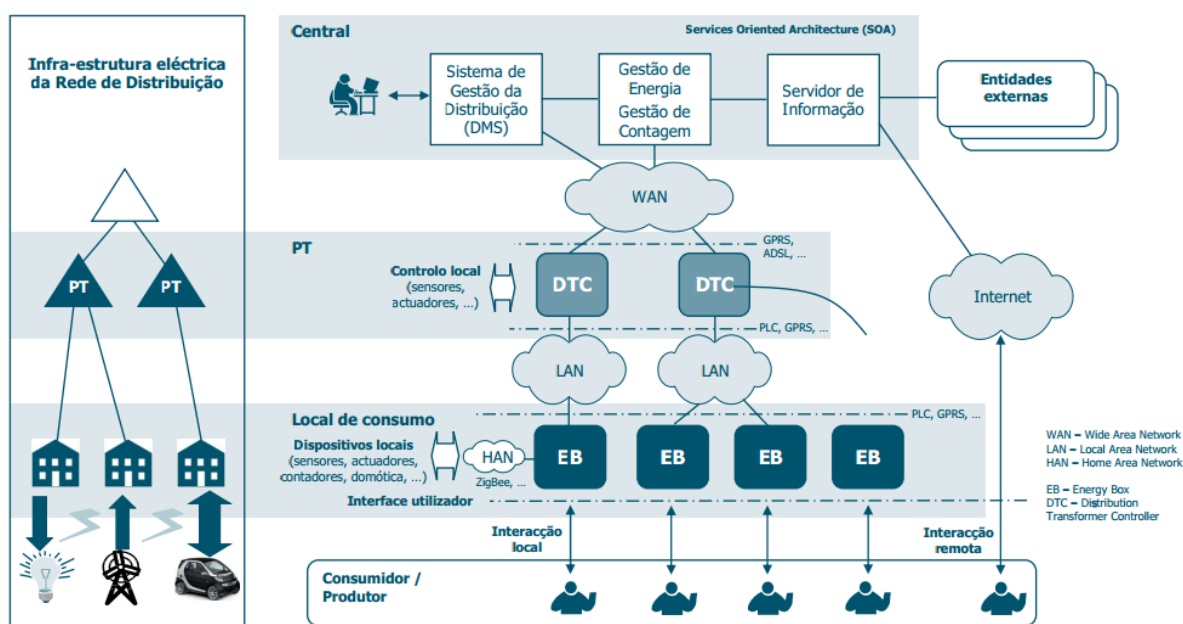 Infra-estrutura eléctrica
da Rede de Distribuição
PT
PT
Central
Services Oriented Architecture (SOA)
Sistema de
Gestão da
Distribuição
(DMS)
Gestão de
Energia
Gestão de
Contagem
Servidor de
Informação
Entidades
externas
WAN
PT
GPRS,
ADSL, ...
Controlo local
(sensores,
actuadores, ...)
DTC
DTC
Internet
PLC, GPRS, ...
LAN
LAN
Local de consumo
PLC, GPRS, ...
Dispositivos locais
(sensores, actuadores,
contadores, domótica, ...)
HAN
ZigBee, ...
EB
EB
EB
EB
Interface utilizador
WAN – Wide Area Network
LAN – Local Area Network
HAN – Home Area Network
EB – Energy Box
DTC – Distribution
Transformer Controller
Interacção
local
Interacção
remota
Consumidor /
Produtor